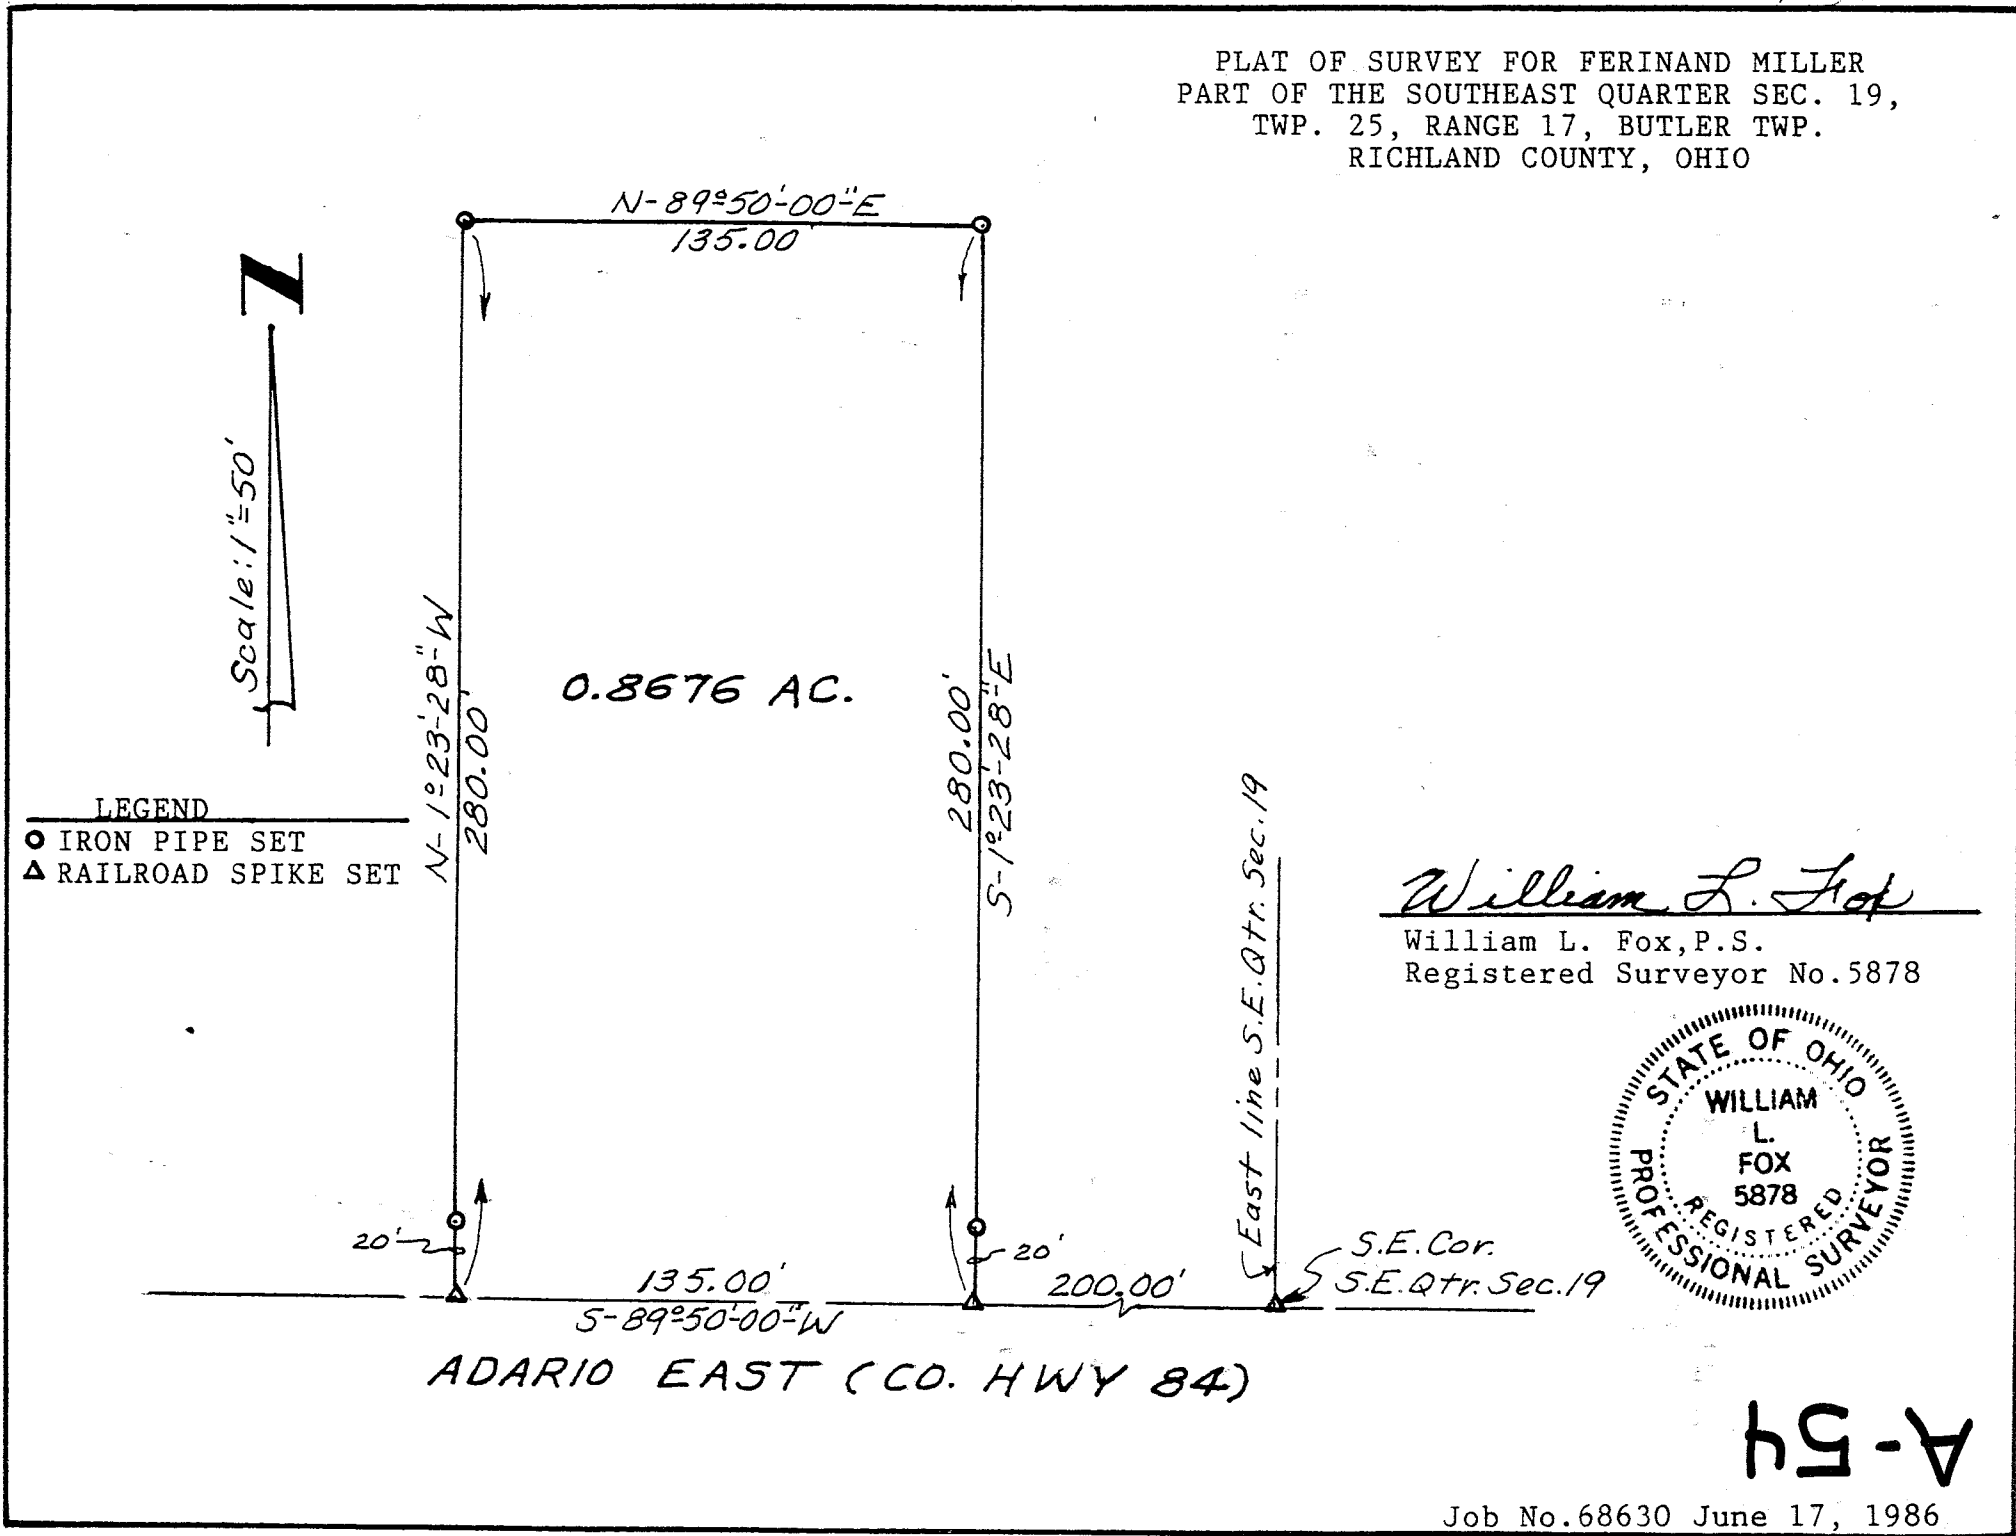 PLAT OF SURVEY FOR FERINAND MILLER
PART OF THE SOUTHEAST QUARTER SEC. 19,
TWP. 25, RANGE 17, BUTLER TWP.
RICHLAND COUNTY, OHIO
N-89°50'-00"E
135.00'
N
Scale: 1"=50'
N-1°23'-28"-W
280.00'
0.8676 AC.
280.00'
S-1°23'-28"E
LEGEND
IRON PIPE SET
RAILROAD SPIKE SET
East line S.E. Qtr. Sec. 19
William L. Fox
William L. Fox, P.S.
Registered Surveyor No. 5878
STATE OF OHIO
WILLIAM
L.
FOX
5878
REGISTERED
PROFESSIONAL SURVEYOR
20'
20'
135.00'
S-89°50'-00"-W
200.00'
S.E. Cor.
S.E. Qtr. Sec. 19
ADARIO EAST (CO. HWY 84)
A-54
Job No. 68630 June 17, 1986